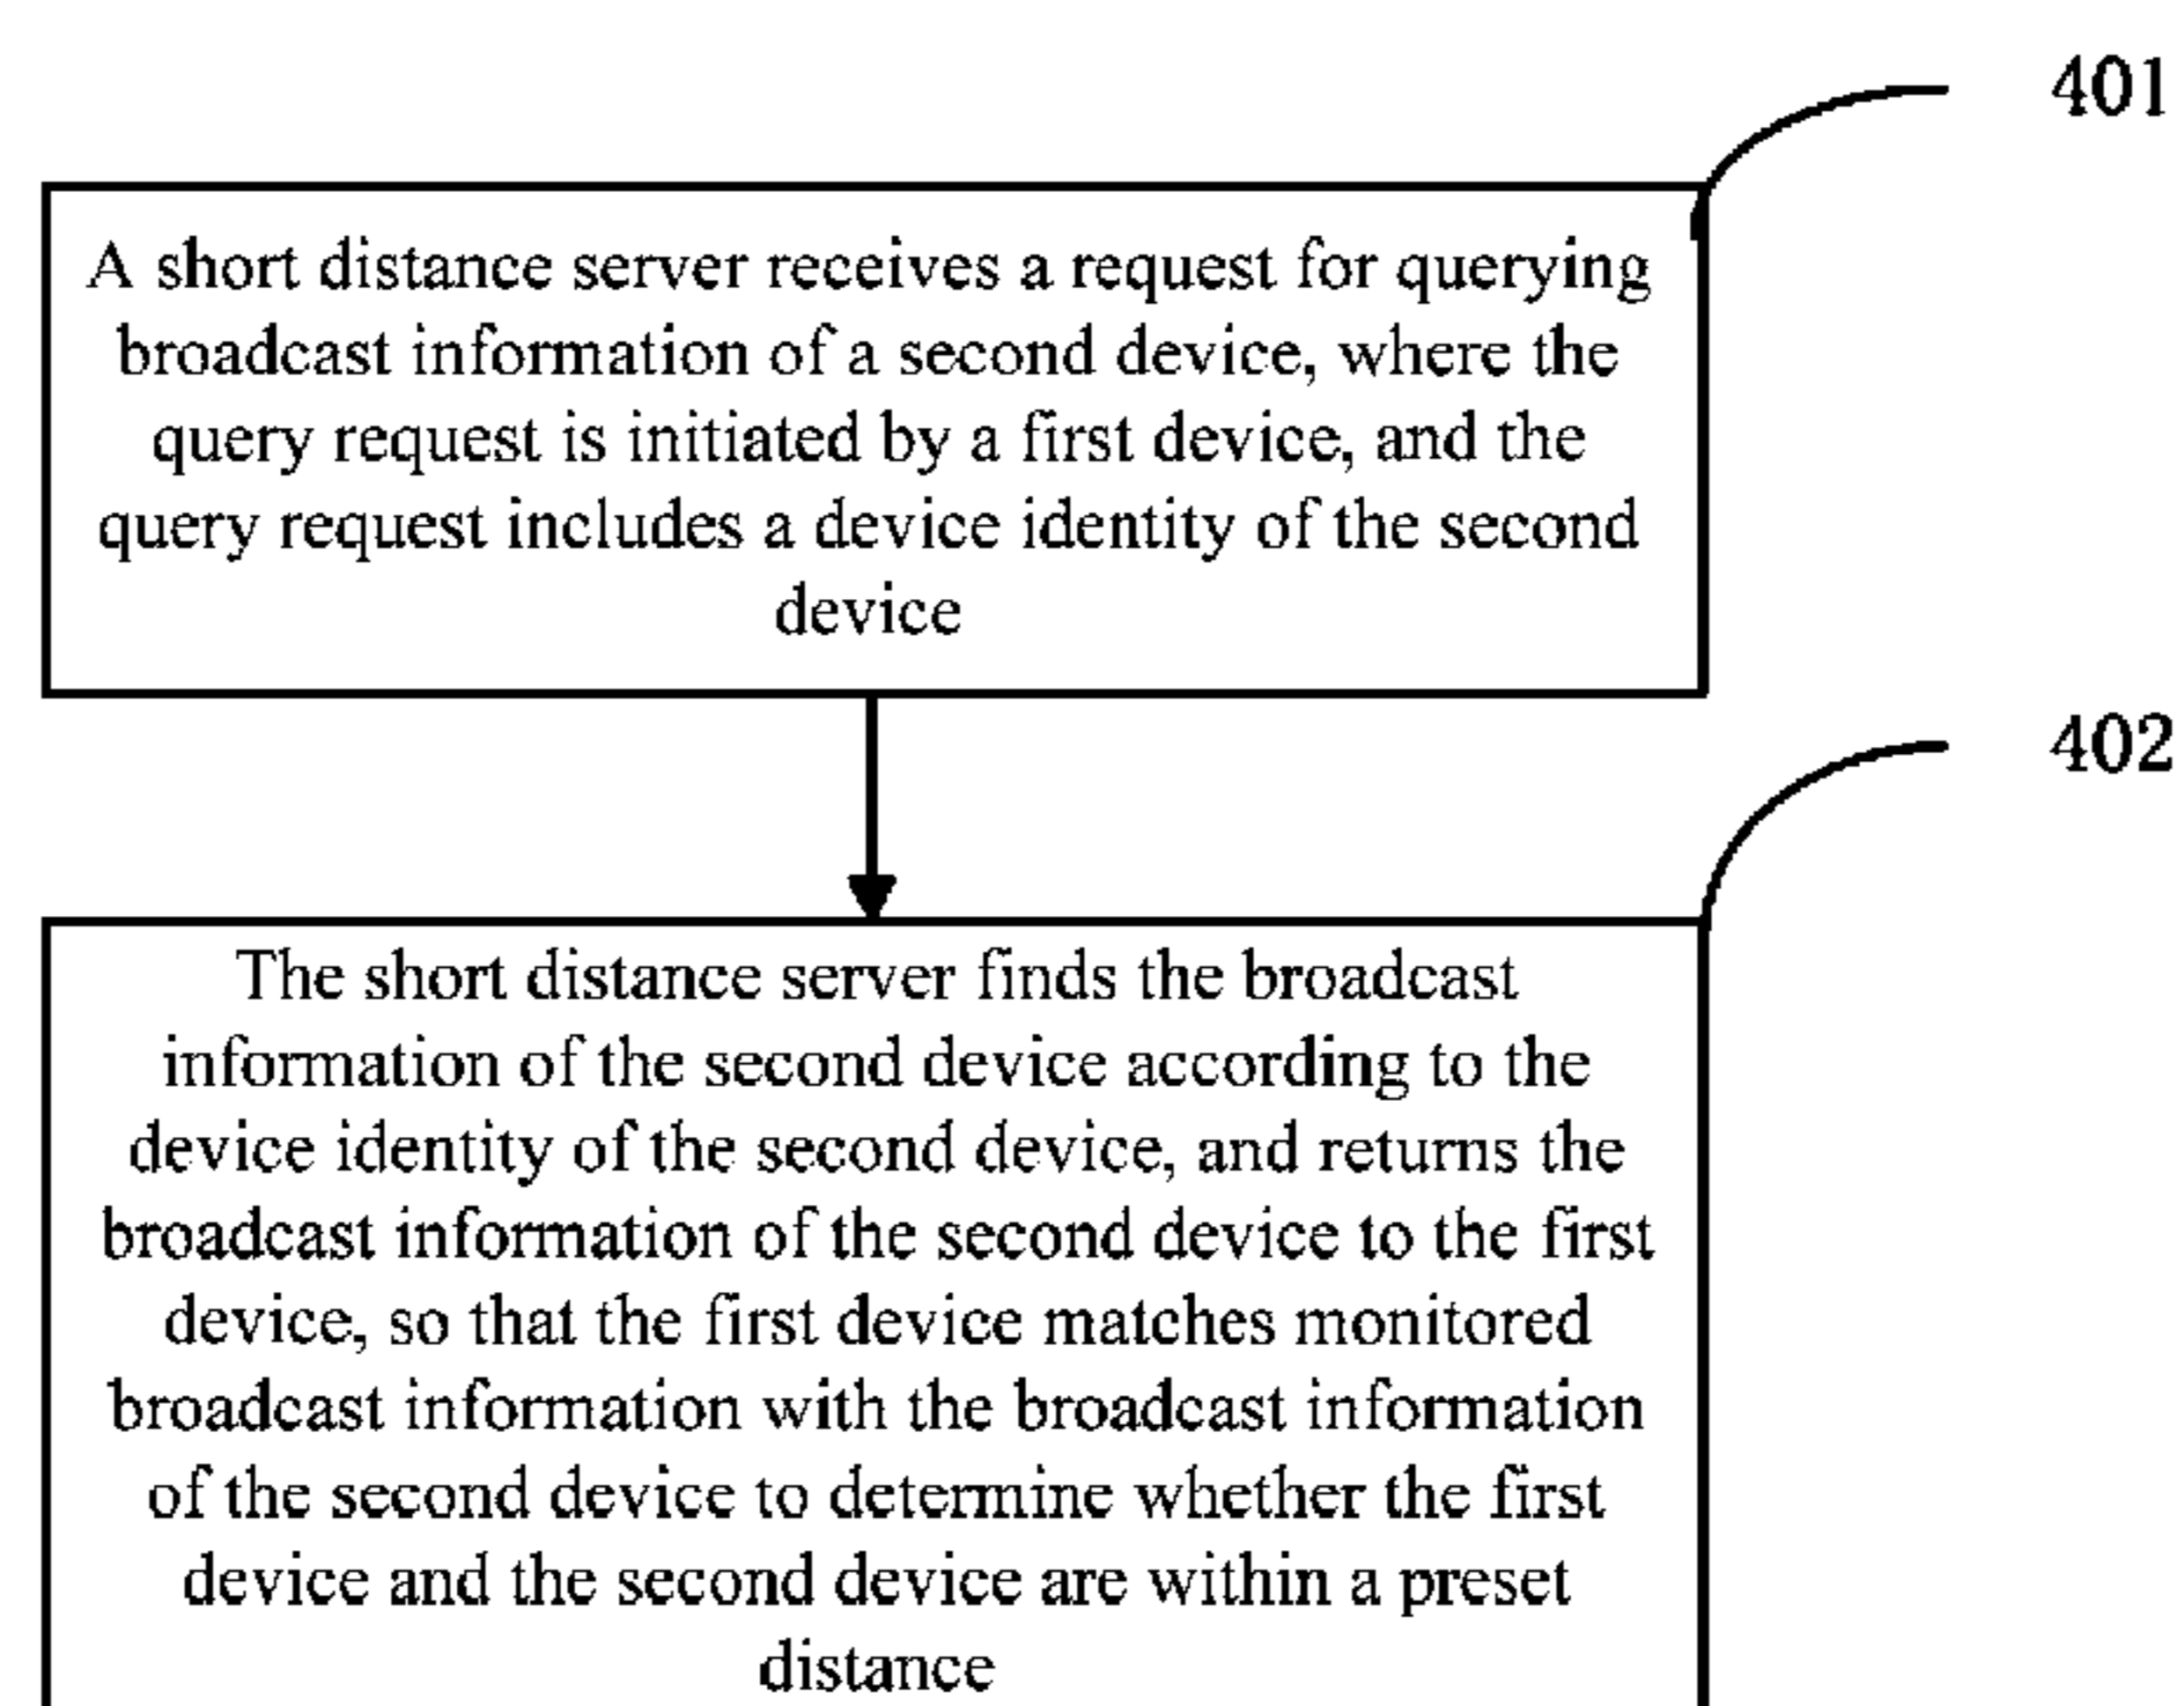 401
A short distance server receives a request for querying
broadcast information of a second device, where the
query request is initiated by a first device, and the
query request includes a device identity of the second
device
402
The short distance server finds the broadcast
information of the second device according to the
device identity of the second device, and returns the
broadcast information of the second device to the first
device, so that the first device matches monitored
broadcast information with the broadcast information
of the second device to determine whether the first
device and the second device are within a preset
distance